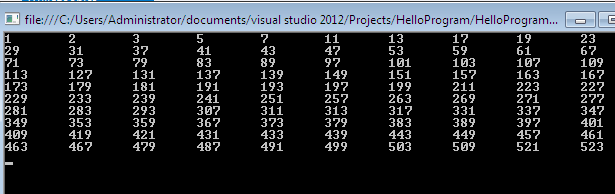 file:///C:/Users/Administrator/documents/visual studio 2012/Projects/HelloProgram/HelloProgram...
1 2 3 5 7 11 13 17 19 23
29 31 37 41 43 47 53 59 61 67
71 73 79 83 89 97 101 103 107 109
113 127 131 137 139 149 151 157 163 167
173 179 181 191 193 197 199 211 223 227
229 233 239 241 251 257 263 269 271 277
281 283 293 307 311 313 317 331 337 347
349 353 359 367 373 379 383 389 397 401
409 419 421 431 433 439 443 449 457 461
463 467 479 487 491 499 503 509 521 523